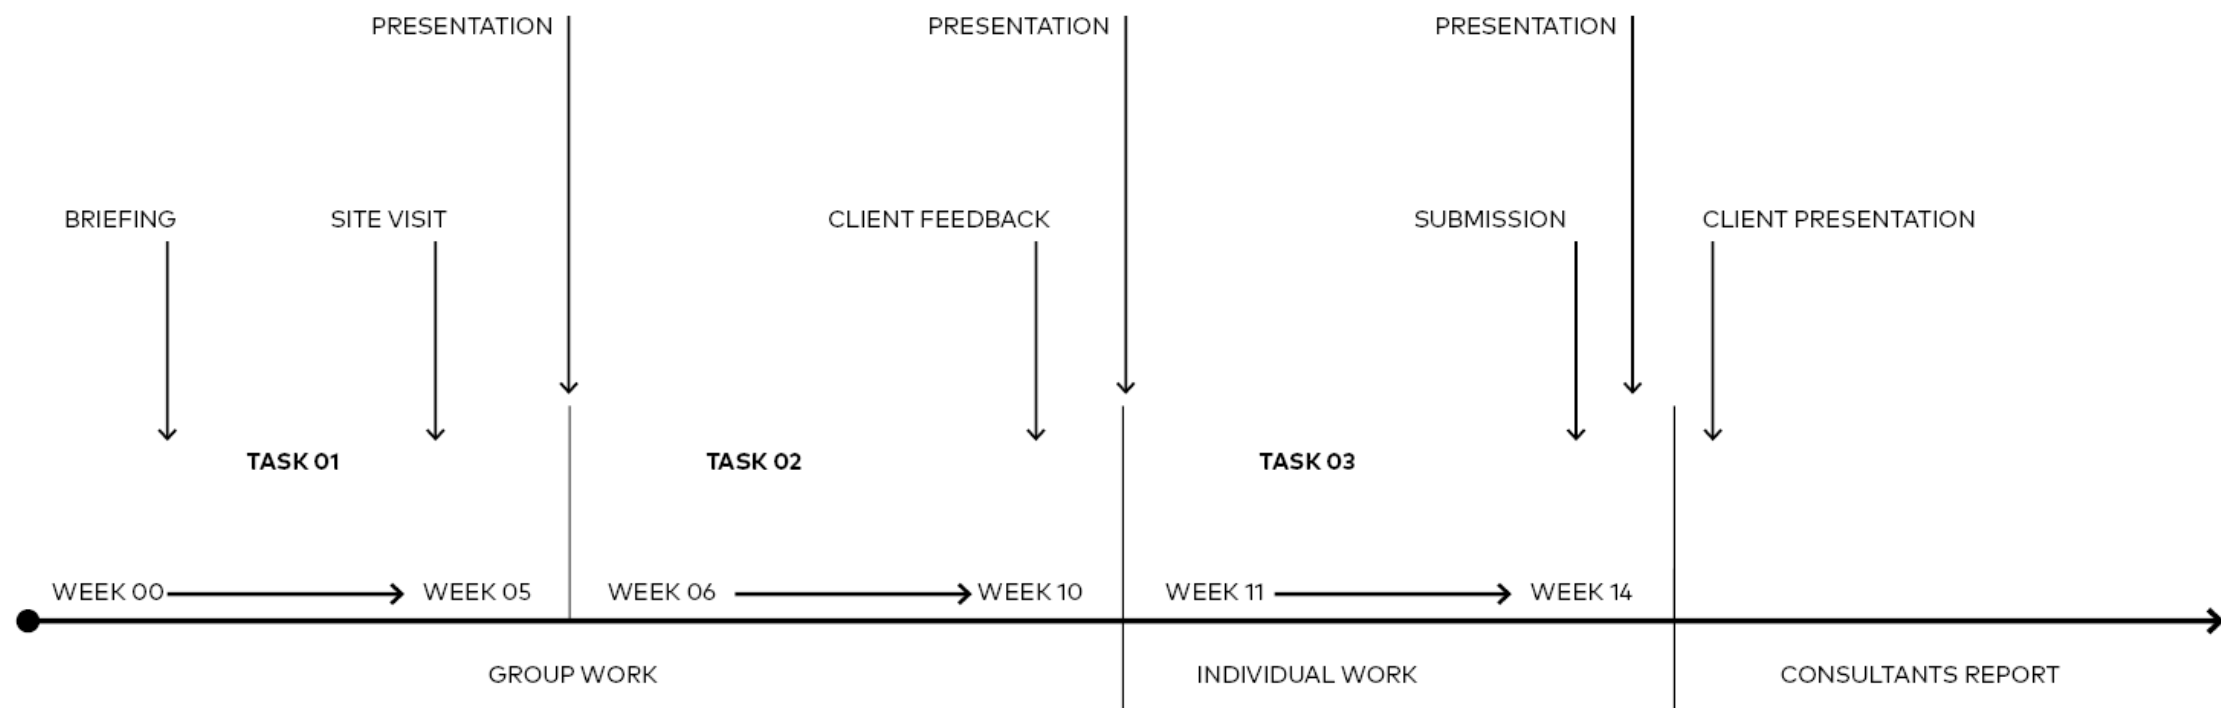 PRESENTATION
PRESENTATION
PRESENTATION
BRIEFING
SITE VISIT
CLIENT FEEDBACK
SUBMISSION
CLIENT PRESENTATION
TASK 01
TASK 02
TASK 03
WEEK 00
WEEK 05
WEEK 06
WEEK 10
WEEK 11
WEEK 14
GROUP WORK
INDIVIDUAL WORK
CONSULTANTS REPORT